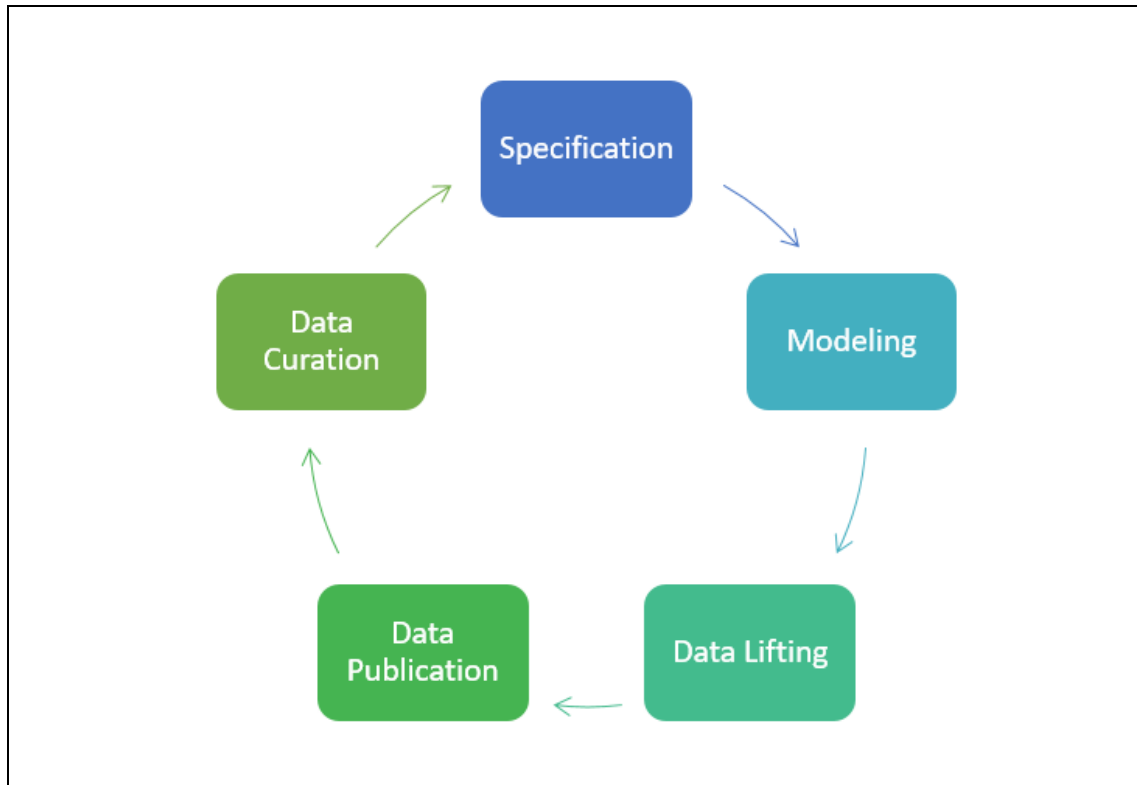 Specification
Modeling
Data Lifting
Data
Publication
Data
Curation